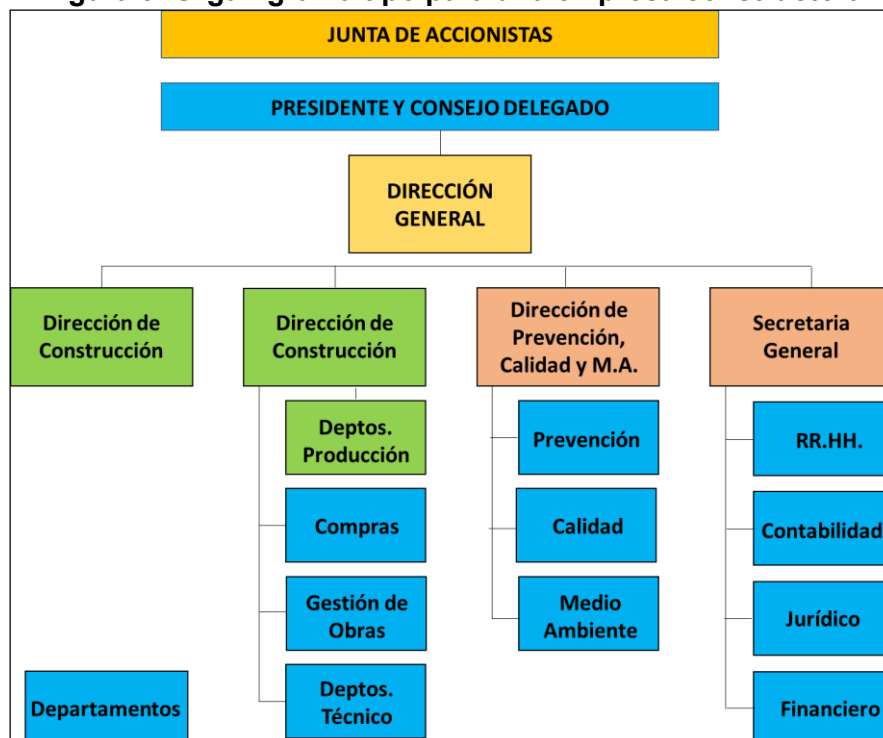 JUNTA DE ACCIONISTAS
PRESIDENTE Y CONSEJO DELEGADO
DIRECCIÓN
GENERAL
Dirección de
Construcción
Dirección de
Construcción
Dirección de
Prevención,
Calidad y M.A.
Secretaria
General
Deptos.
Producción
Prevención
RR.HH.
Compras
Calidad
Contabilidad
Gestión de
Obras
Medio
Ambiente
Jurídico
Departamentos
Deptos.
Técnico
Financiero